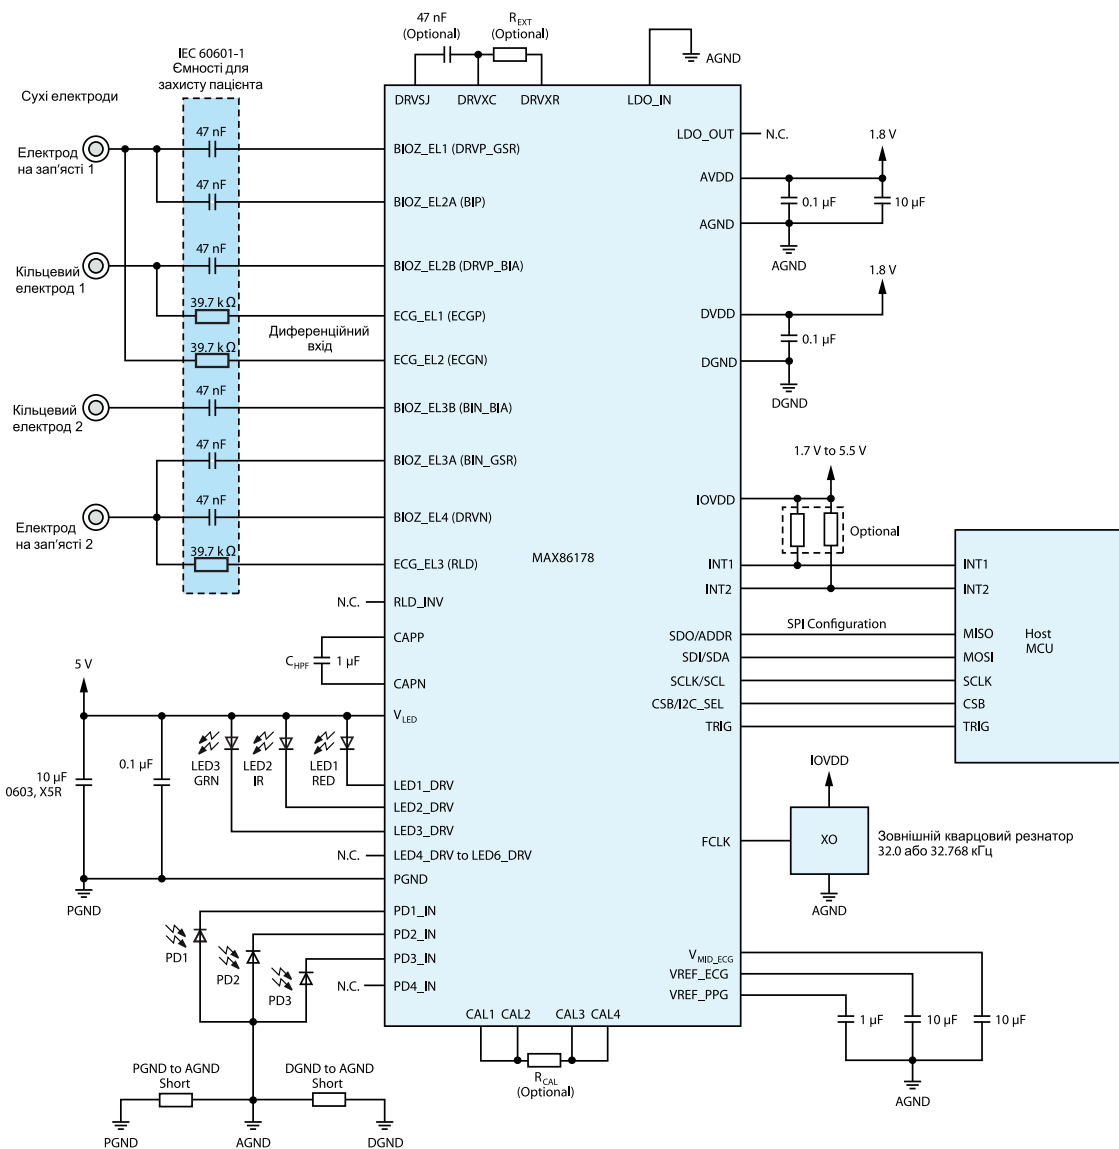 47 nF
(Optional)
R_EXT
(Optional)
AGND
IEC 60601-1
Ємності для
захисту пацієнта
Сухі електроди
DRVSJ
DRVXC
DRVXR
LDO_IN
LDO_OUT
N.C.
1.8 V
47 nF
Електрод
на зап’ясті 1
BIOZ_EL1 (DRVP_GSR)
AVDD
47 nF
BIOZ_EL2A (BIP)
0.1 µF
10 µF
AGND
AGND
47 nF
Кільцевий
електрод 1
BIOZ_EL2B (DRVP_BIA)
1.8 V
39.7 k Ω
ECG_EL1 (ECGP)
DVDD
Диференційний
вхід
0.1 µF
39.7 k Ω
ECG_EL2 (ECGN)
DGND
DGND
47 nF
Кільцевий
електрод 2
BIOZ_EL3B (BIN_BIA)
47 nF
BIOZ_EL3A (BIN_GSR)
1.7 V to 5.5 V
IOVDD
47 nF
Електрод
на зап’ясті 2
BIOZ_EL4 (DRVN)
Optional
39.7 k Ω
ECG_EL3 (RLD)
MAX86178
INT1
INT1
INT2
INT2
N.C.
RLD_INV
SPI Configuration
CAPP
SDO/ADDR
MISO
Host
MCU
C_HPF
1 µF
SDI/SDA
MOSI
CAPN
SCLK/SCL
SCLK
5 V
CSB/I2C_SEL
CSB
V_LED
TRIG
TRIG
10 µF
0603, X5R
0.1 µF
LED3
GRN
LED2
IR
LED1
RED
IOVDD
LED1_DRV
LED2_DRV
LED3_DRV
FCLK
XO
Зовнішній кварцовий резнатор
32.0 або 32.768 кГц
N.C.
LED4_DRV to LED6_DRV
PGND
PGND
AGND
PD1_IN
PD1
PD2_IN
PD2
PD3_IN
PD3
N.C.
PD4_IN
V_MID_ECG
VREF_ECG
VREF_PPG
1 µF
10 µF
10 µF
CAL1
CAL2
CAL3
CAL4
R_CAL
(Optional)
AGND
PGND to AGND
Short
DGND to AGND
Short
PGND
AGND
DGND